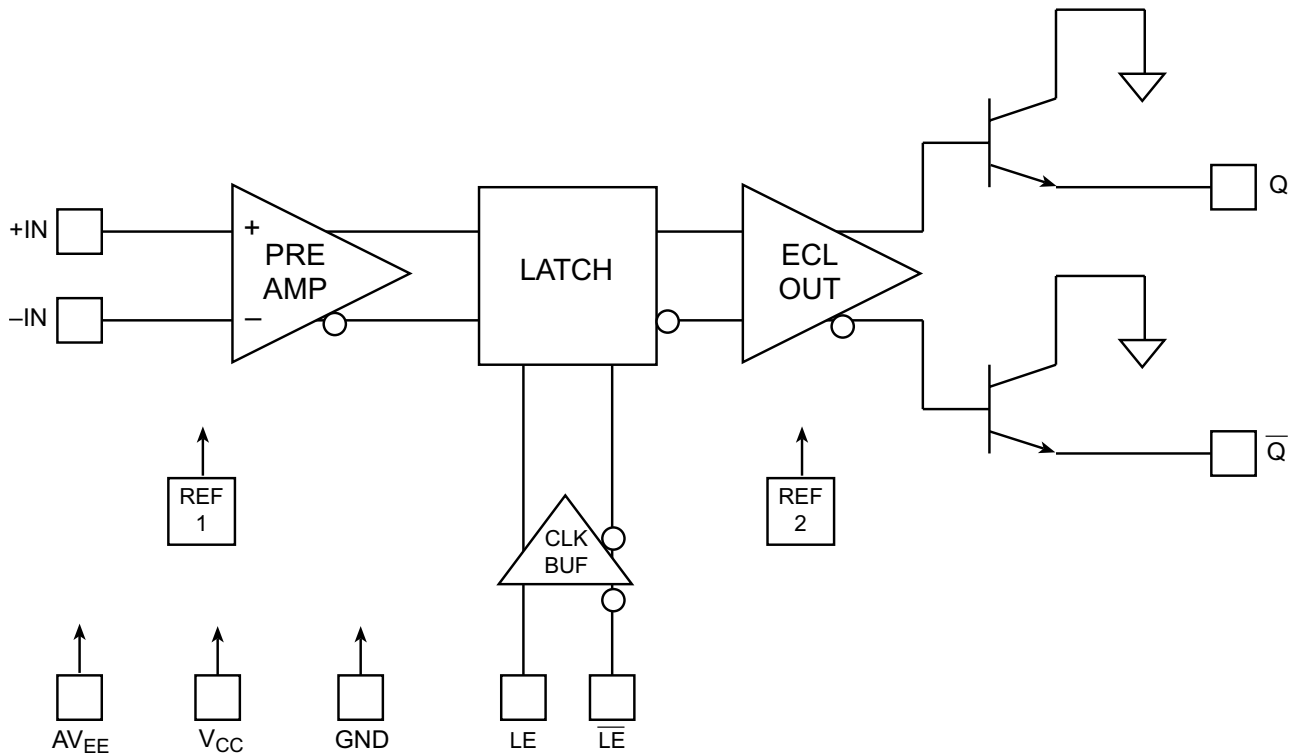 Q
+IN
+
PRE
AMP
–
–IN
LATCH
ECL
OUT
Q̅
REF
1
REF
2
CLK
BUF
AV_EE
V_CC
GND
LE
L̅E̅